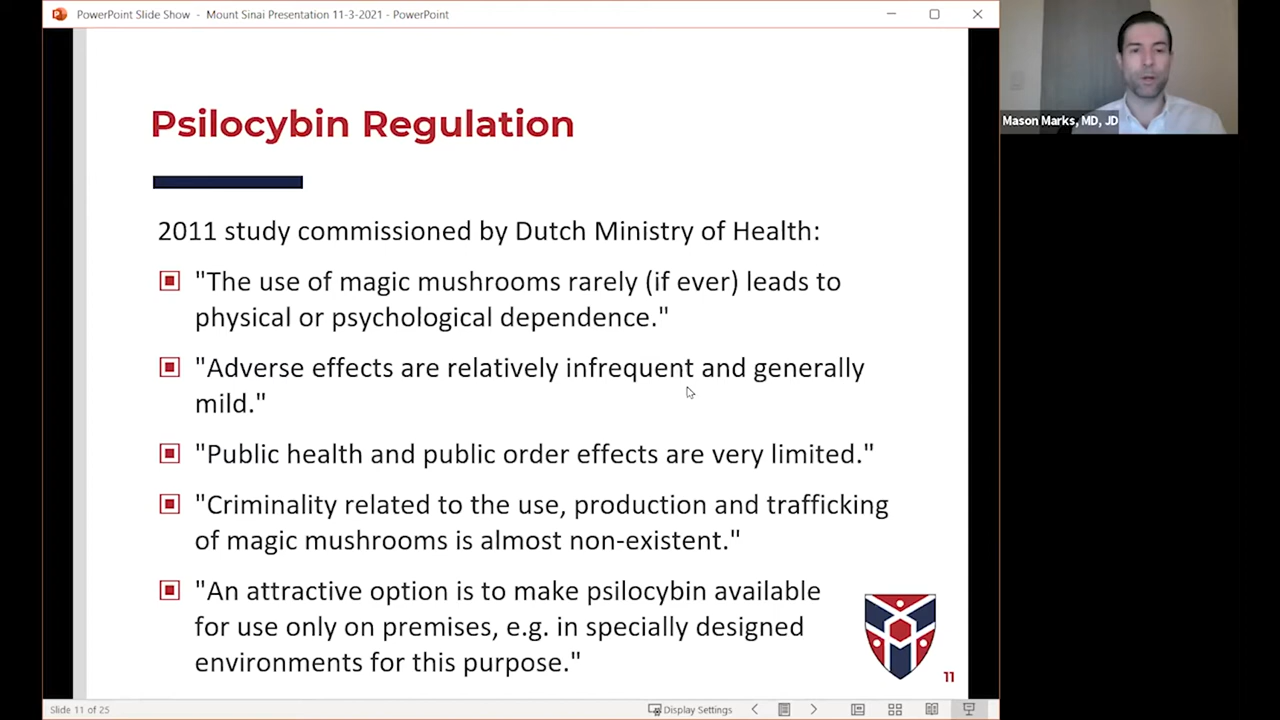 PowerPoint Slide Show - Mount Sinai Presentation 11-3-2021 - PowerPoint
Mason Marks, MD, JD
Psilocybin Regulation
2011 study commissioned by Dutch Ministry of Health:
"The use of magic mushrooms rarely (if ever) leads to
physical or psychological dependence."
"Adverse effects are relatively infrequent and generally
mild."
"Public health and public order effects are very limited."
"Criminality related to the use, production and trafficking
of magic mushrooms is almost non-existent."
"An attractive option is to make psilocybin available
for use only on premises, e.g. in specially designed
environments for this purpose."
11
Slide 11 of 25
Display Settings